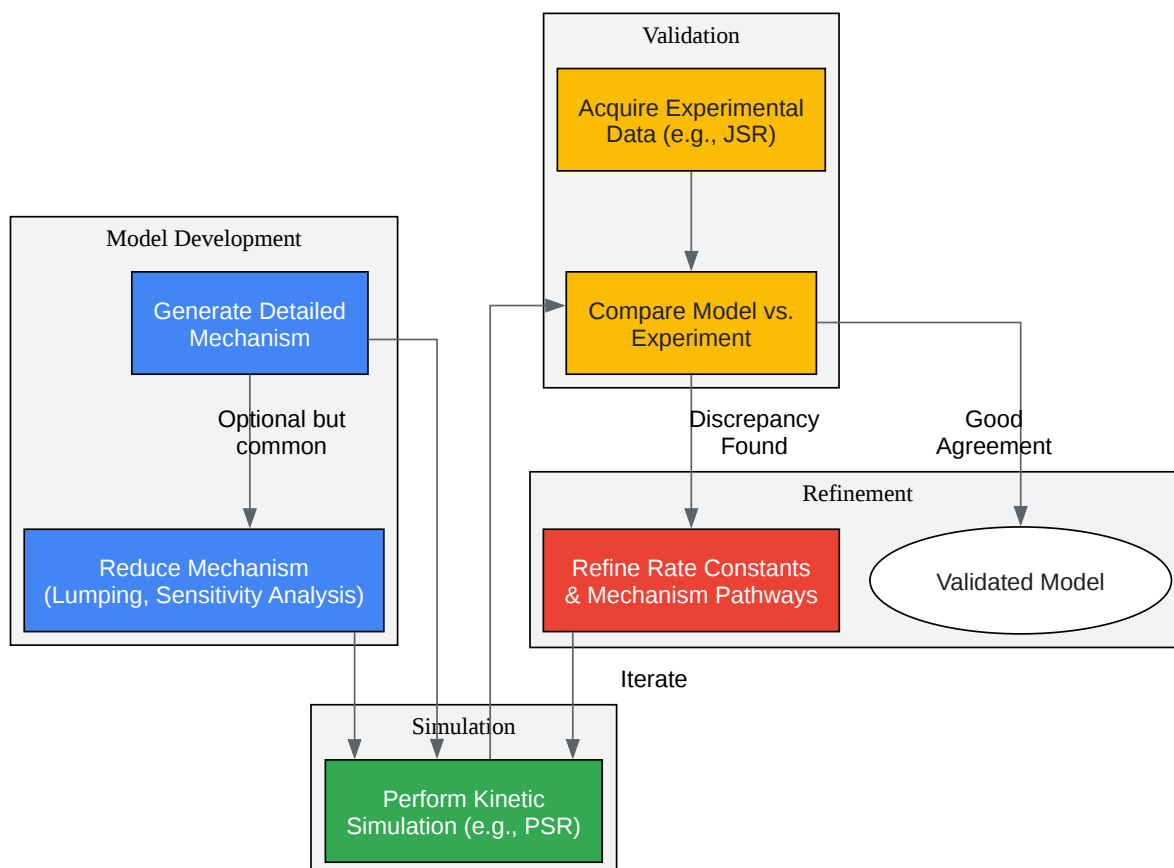 Validation
Acquire Experimental
Data (e.g., JSR)
Model Development
Generate Detailed
Mechanism
Compare Model vs.
Experiment
Optional but
common
Discrepancy
Found
Good
Agreement
Refinement
Reduce Mechanism
(Lumping, Sensitivity Analysis)
Refine Rate Constants
& Mechanism Pathways
Validated Model
Iterate
Simulation
Perform Kinetic
Simulation (e.g., PSR)